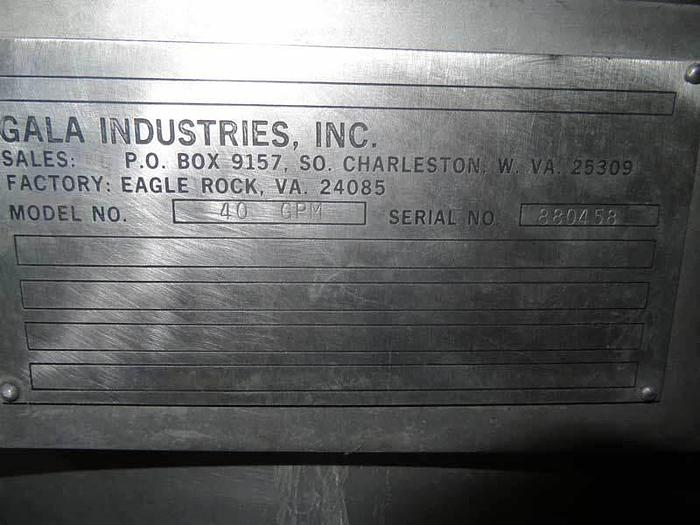 GALA INDUSTRIES, INC.
SALES: P.O. BOX 9157, SO. CHARLESTON, W. VA. 25309
FACTORY: EAGLE ROCK, VA. 24085
MODEL NO. 40 GPM SERIAL NO. 880458